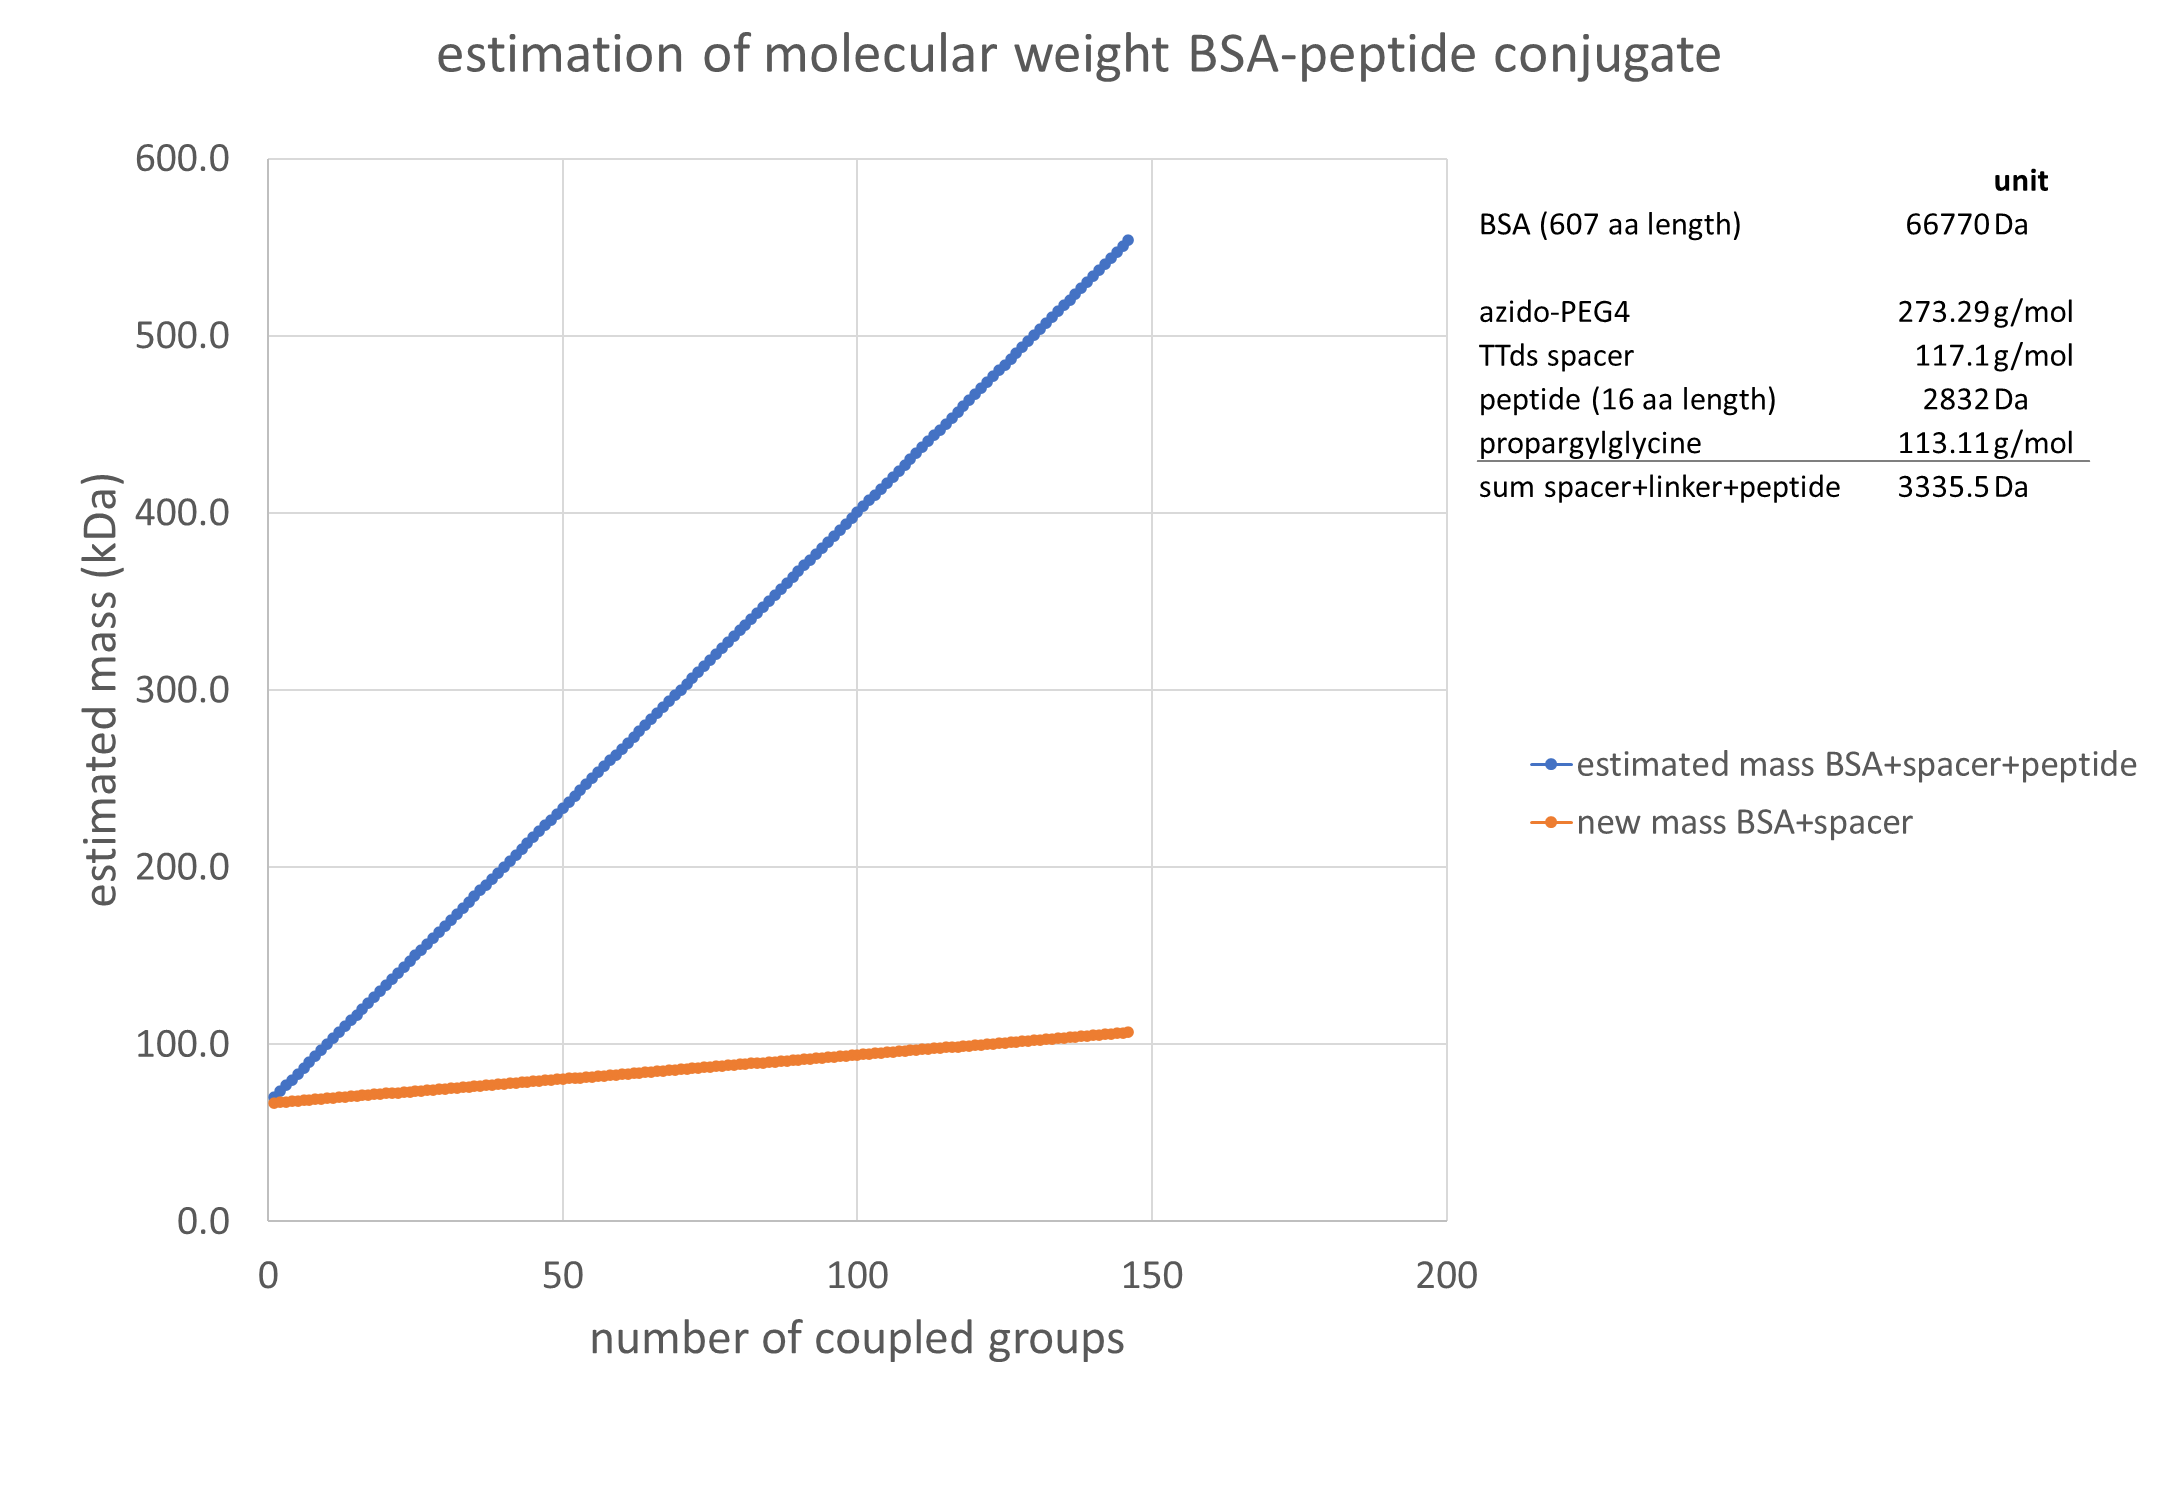 estimation of molecular weight BSA-peptide conjugate
unit
BSA (607 aa length) 66770 Da
azido-PEG4 273.29 g/mol
TTds spacer 117.1 g/mol
peptide (16 aa length) 2832 Da
propargylglycine 113.11 g/mol
sum spacer+linker+peptide 3335.5 Da
estimated mass (kDa)
600.0
500.0
400.0
300.0
200.0
100.0
0.0
0 50 100 150 200
number of coupled groups
estimated mass BSA+spacer+peptide
new mass BSA+spacer